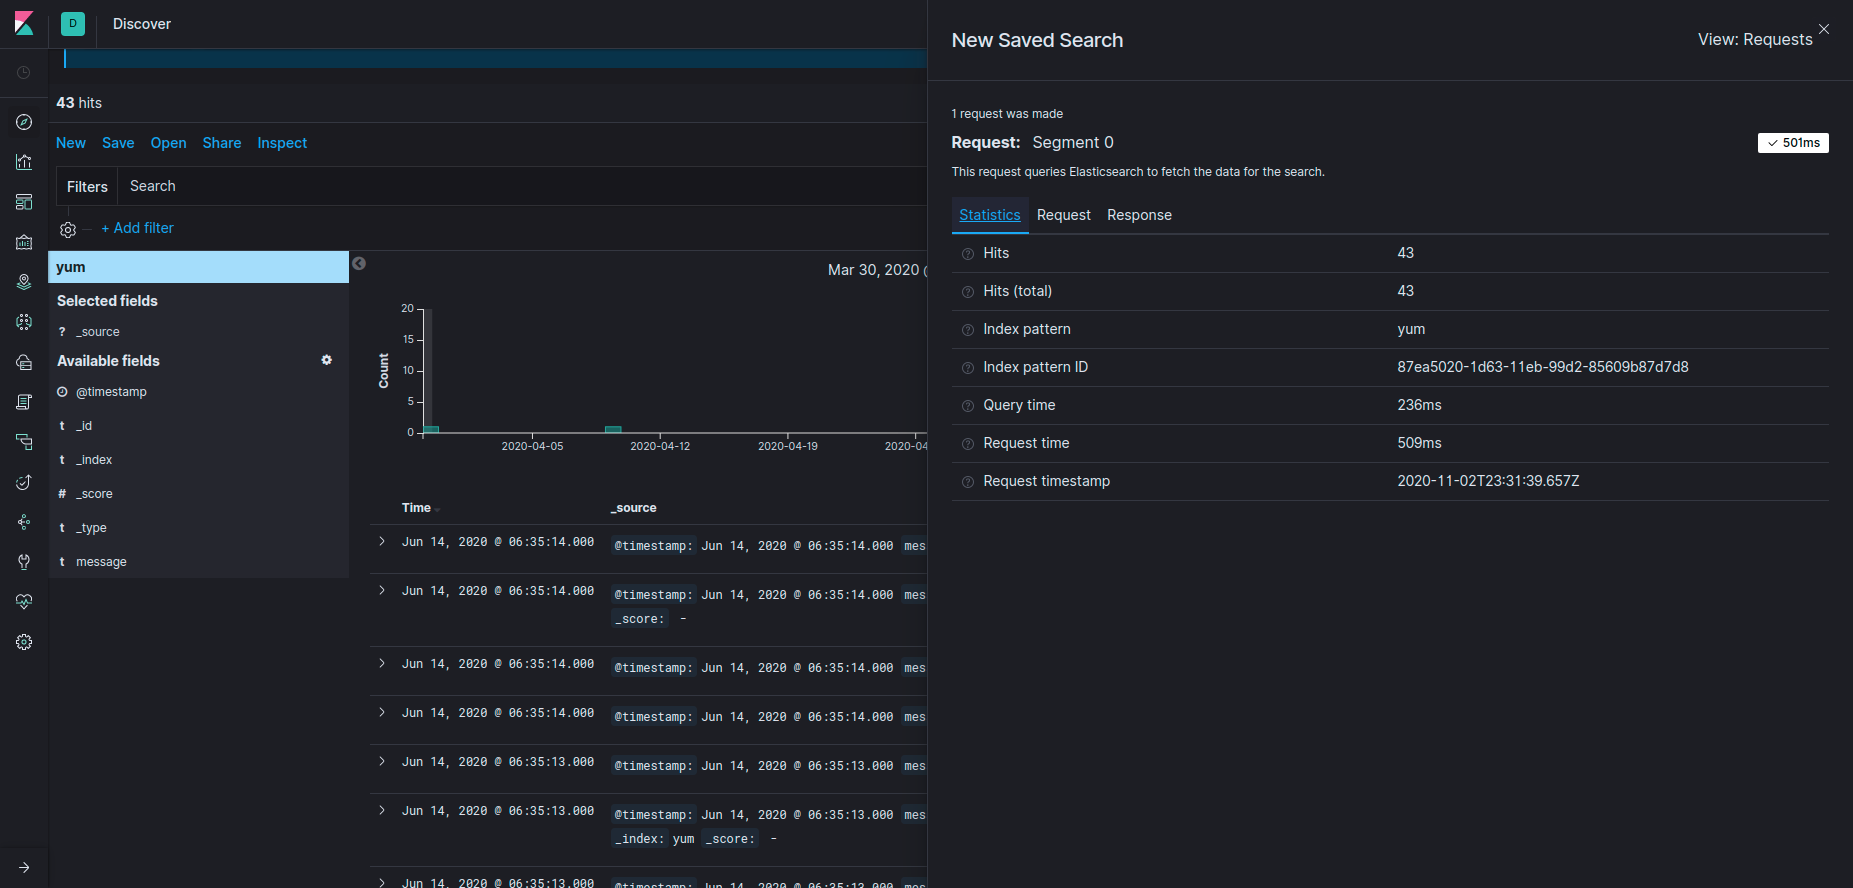 D Discover
43 hits
New Save Open Share Inspect
Filters Search
+ Add filter
yum
Selected fields
? _source
Available fields
@timestamp
t _id
t _index
# _score
t _type
t message
Mar 30, 2020
Count
20
15
10
5
0
2020-04-05 2020-04-12 2020-04-19 2020-04
Time _source
Jun 14, 2020 @ 06:35:14.000 @timestamp: Jun 14, 2020 @ 06:35:14.000 mes
Jun 14, 2020 @ 06:35:14.000 @timestamp: Jun 14, 2020 @ 06:35:14.000 mes
_score: -
Jun 14, 2020 @ 06:35:14.000 @timestamp: Jun 14, 2020 @ 06:35:14.000 mes
Jun 14, 2020 @ 06:35:14.000 @timestamp: Jun 14, 2020 @ 06:35:14.000 mes
Jun 14, 2020 @ 06:35:13.000 @timestamp: Jun 14, 2020 @ 06:35:13.000 mes
Jun 14, 2020 @ 06:35:13.000 @timestamp: Jun 14, 2020 @ 06:35:13.000 mes
_index: yum _score: -
Jun 14, 2020 @ 06:35:13.000 @timestamp: Jun 14, 2020 @ 06:35:13.000 mes
New Saved Search
View: Requests
1 request was made
Request: Segment 0
501ms
This request queries Elasticsearch to fetch the data for the search.
Statistics Request Response
Hits 43
Hits (total) 43
Index pattern yum
Index pattern ID 87ea5020-1d63-11eb-99d2-85609b87d7d8
Query time 236ms
Request time 509ms
Request timestamp 2020-11-02T23:31:39.657Z